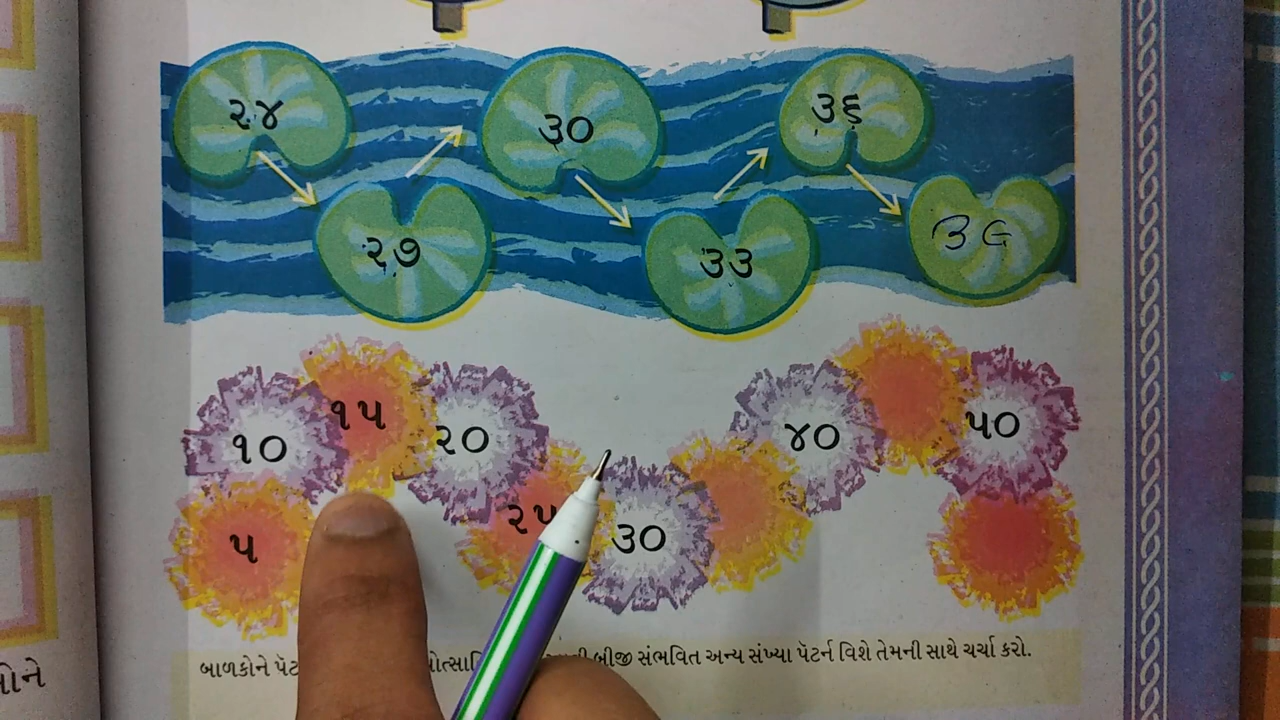 ૨૪ ૩૦ ૩૬
૨૭ ૩૩ ૩૯
૧૦ ૧૫ ૨૦ ૪૦ ૫૦
૫ ૨૫ ૩૦
બાળકોને બીજી સંભવિત અન્ય સંખ્યા પૅટર્ન વિશે તેમની સાથે ચર્ચા કરો.